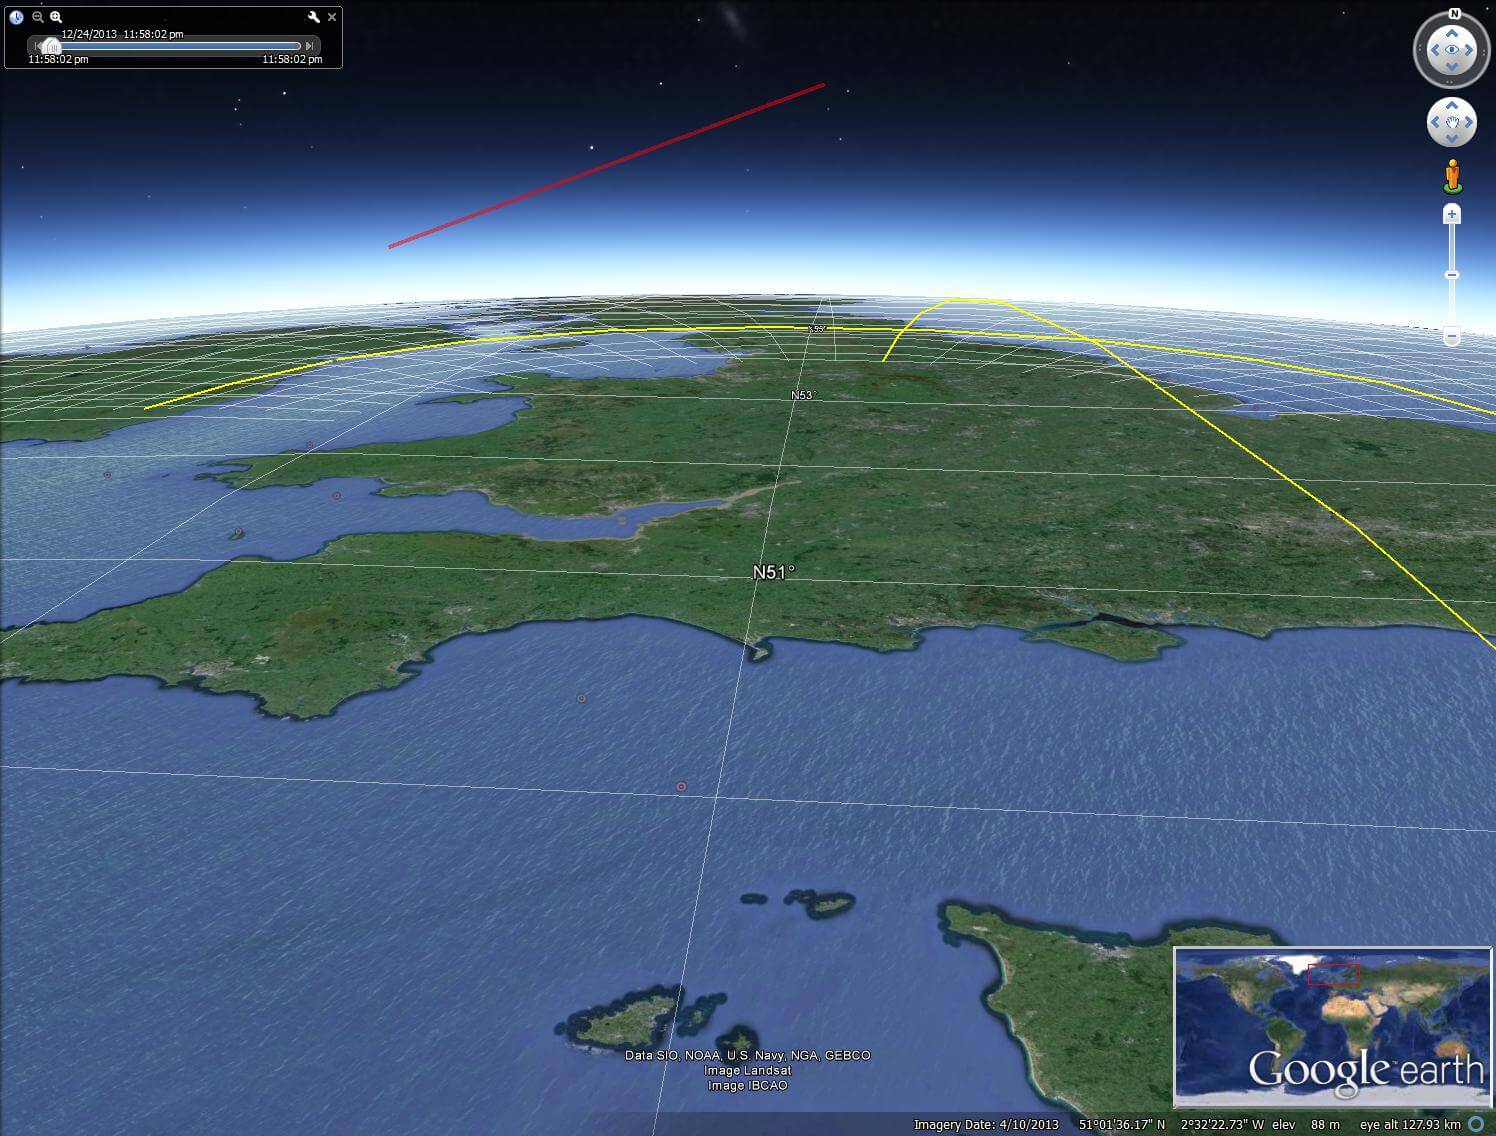 12/24/2013 11:58:02 pm
11:58:02 pm 11:58:02 pm
N
N53°
N51°
Data SIO, NOAA, U.S. Navy, NGA, GEBCO
Image Landsat
Image IBCAO
Google earth
Imagery Date: 4/10/2013 51°01'36.17" N 2°32'22.73" W elev 88 m eye alt 127.93 km